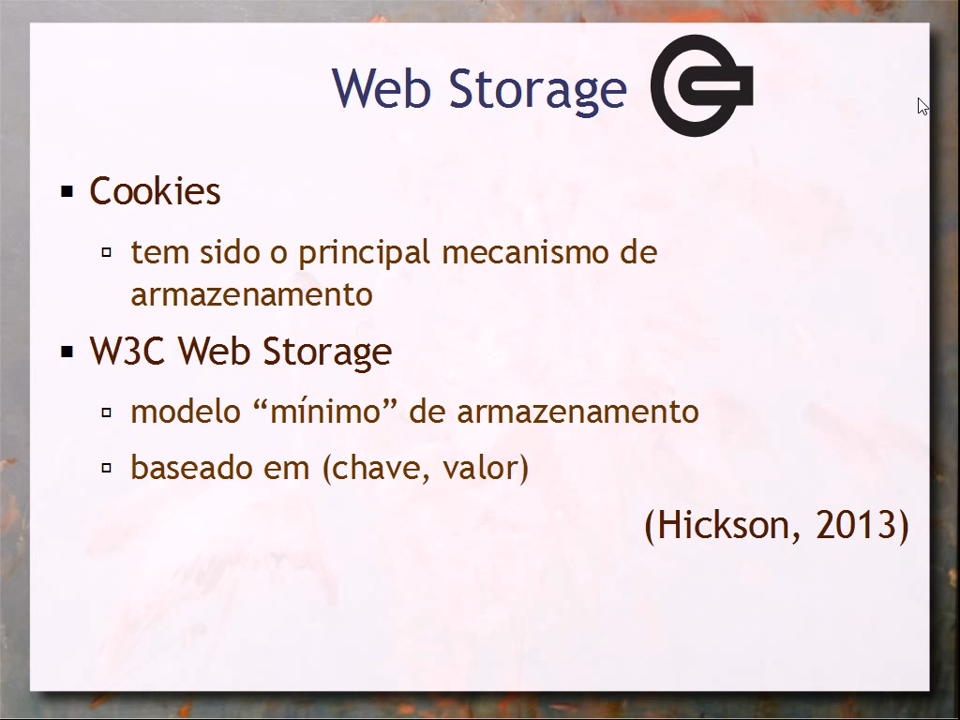 Web Storage
Cookies
tem sido o principal mecanismo de
armazenamento
W3C Web Storage
modelo “mínimo” de armazenamento
baseado em (chave, valor)
(Hickson, 2013)